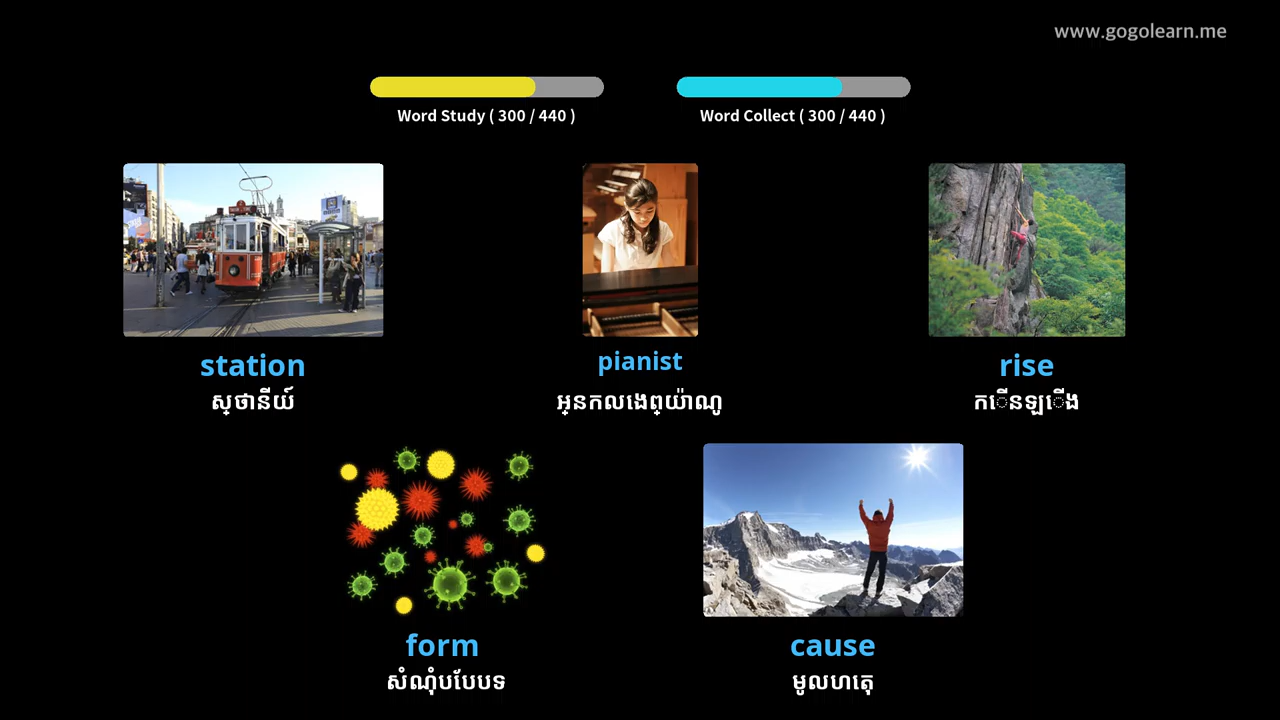 www.gogolearn.me
Word Study ( 300 / 440 )
Word Collect ( 300 / 440 )
station
ស្ថានីយ៍
pianist
អ្នកលេងព្យ៉ាណូ
rise
កើនឡើង
form
សំណុំបែបបទ
cause
មូលហេតុ